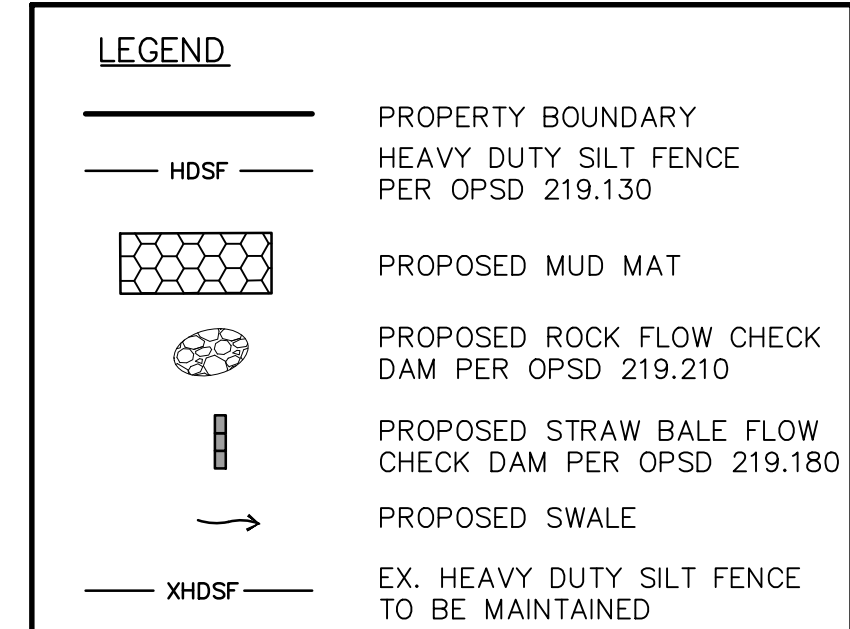 LEGEND
PROPERTY BOUNDARY
HDSF
HEAVY DUTY SILT FENCE
PER OPSD 219.130
PROPOSED MUD MAT
PROPOSED ROCK FLOW CHECK
DAM PER OPSD 219.210
PROPOSED STRAW BALE FLOW
CHECK DAM PER OPSD 219.180
PROPOSED SWALE
XHDSF
EX. HEAVY DUTY SILT FENCE
TO BE MAINTAINED